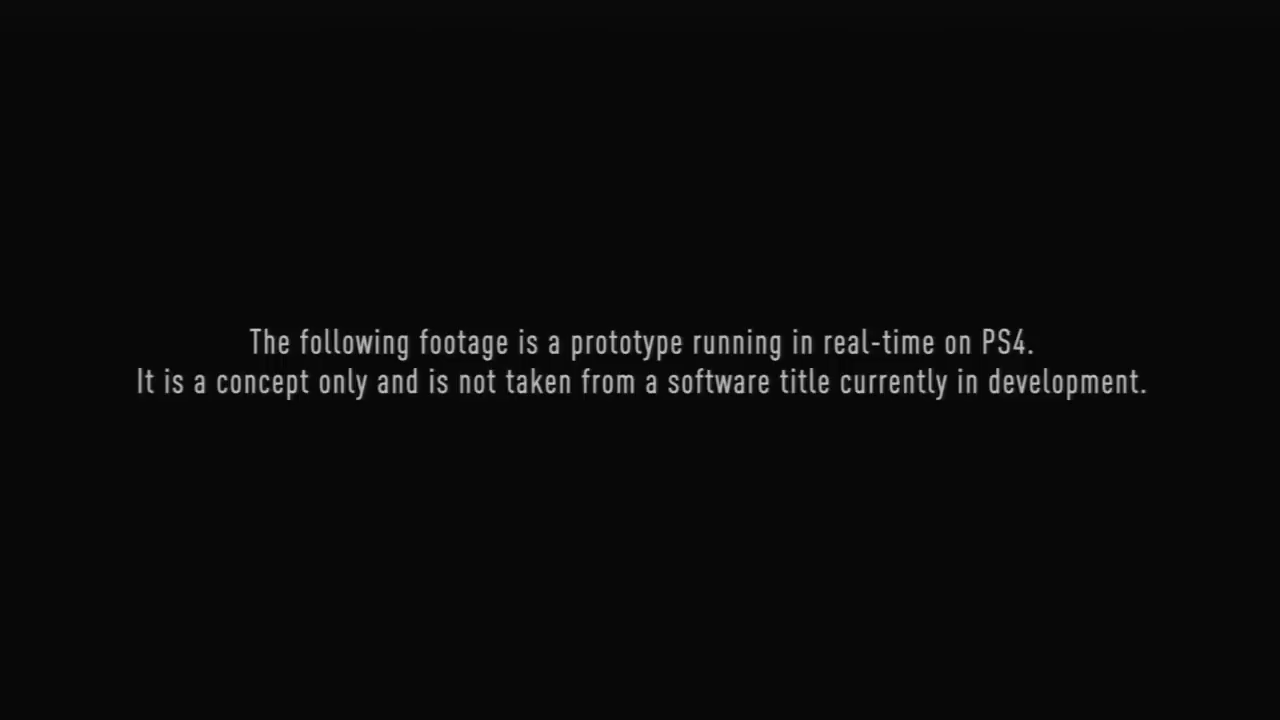 The following footage is a prototype running in real-time on PS4.
It is a concept only and is not taken from a software title currently in development.